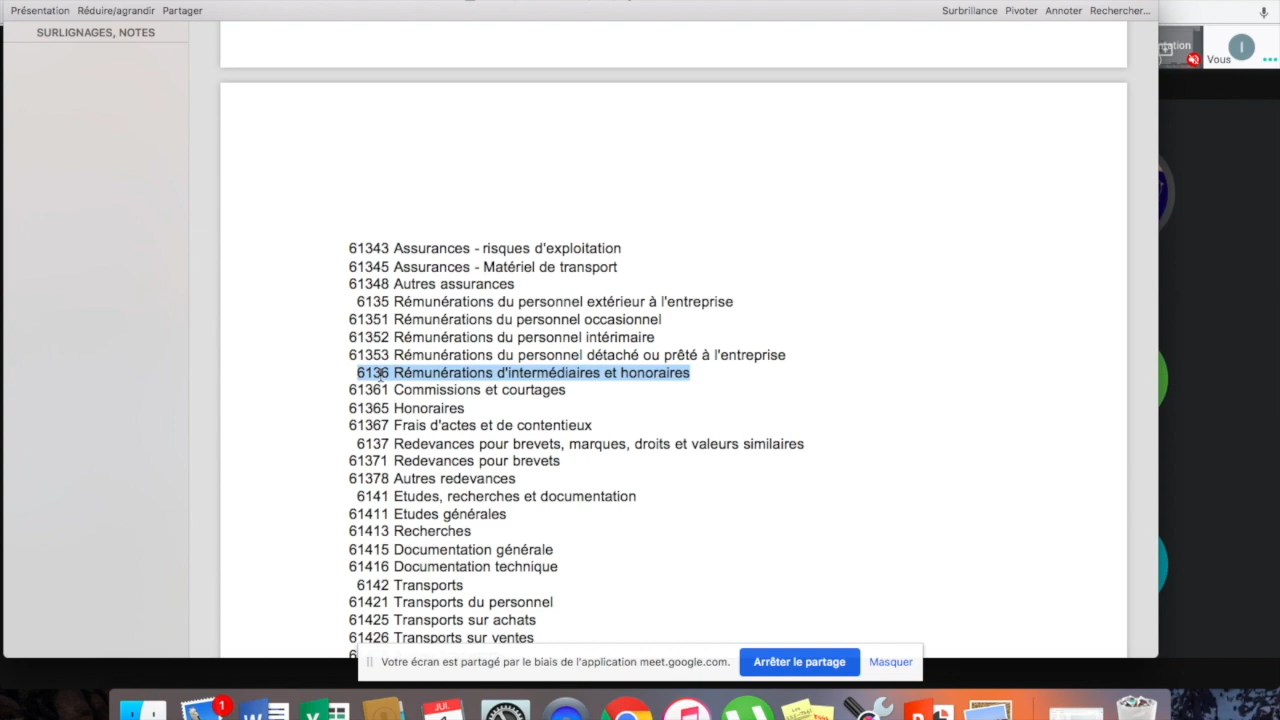 Présentation Réduire/agrandir Partager Surbrillance Pivoter Annoter Rechercher...
SURLIGNAGES, NOTES
ntation
I
Vous
61343 Assurances - risques d'exploitation
61345 Assurances - Matériel de transport
61348 Autres assurances
6135 Rémunérations du personnel extérieur à l'entreprise
61351 Rémunérations du personnel occasionnel
61352 Rémunérations du personnel intérimaire
61353 Rémunérations du personnel détaché ou prêté à l'entreprise
6136 Rémunérations d'intermédiaires et honoraires
61361 Commissions et courtages
61365 Honoraires
61367 Frais d'actes et de contentieux
6137 Redevances pour brevets, marques, droits et valeurs similaires
61371 Redevances pour brevets
61378 Autres redevances
6141 Etudes, recherches et documentation
61411 Etudes générales
61413 Recherches
61415 Documentation générale
61416 Documentation technique
6142 Transports
61421 Transports du personnel
61425 Transports sur achats
61426 Transports sur ventes
Votre écran est partagé par le biais de l'application meet.google.com. Arrêter le partage Masquer
1
JUIL.